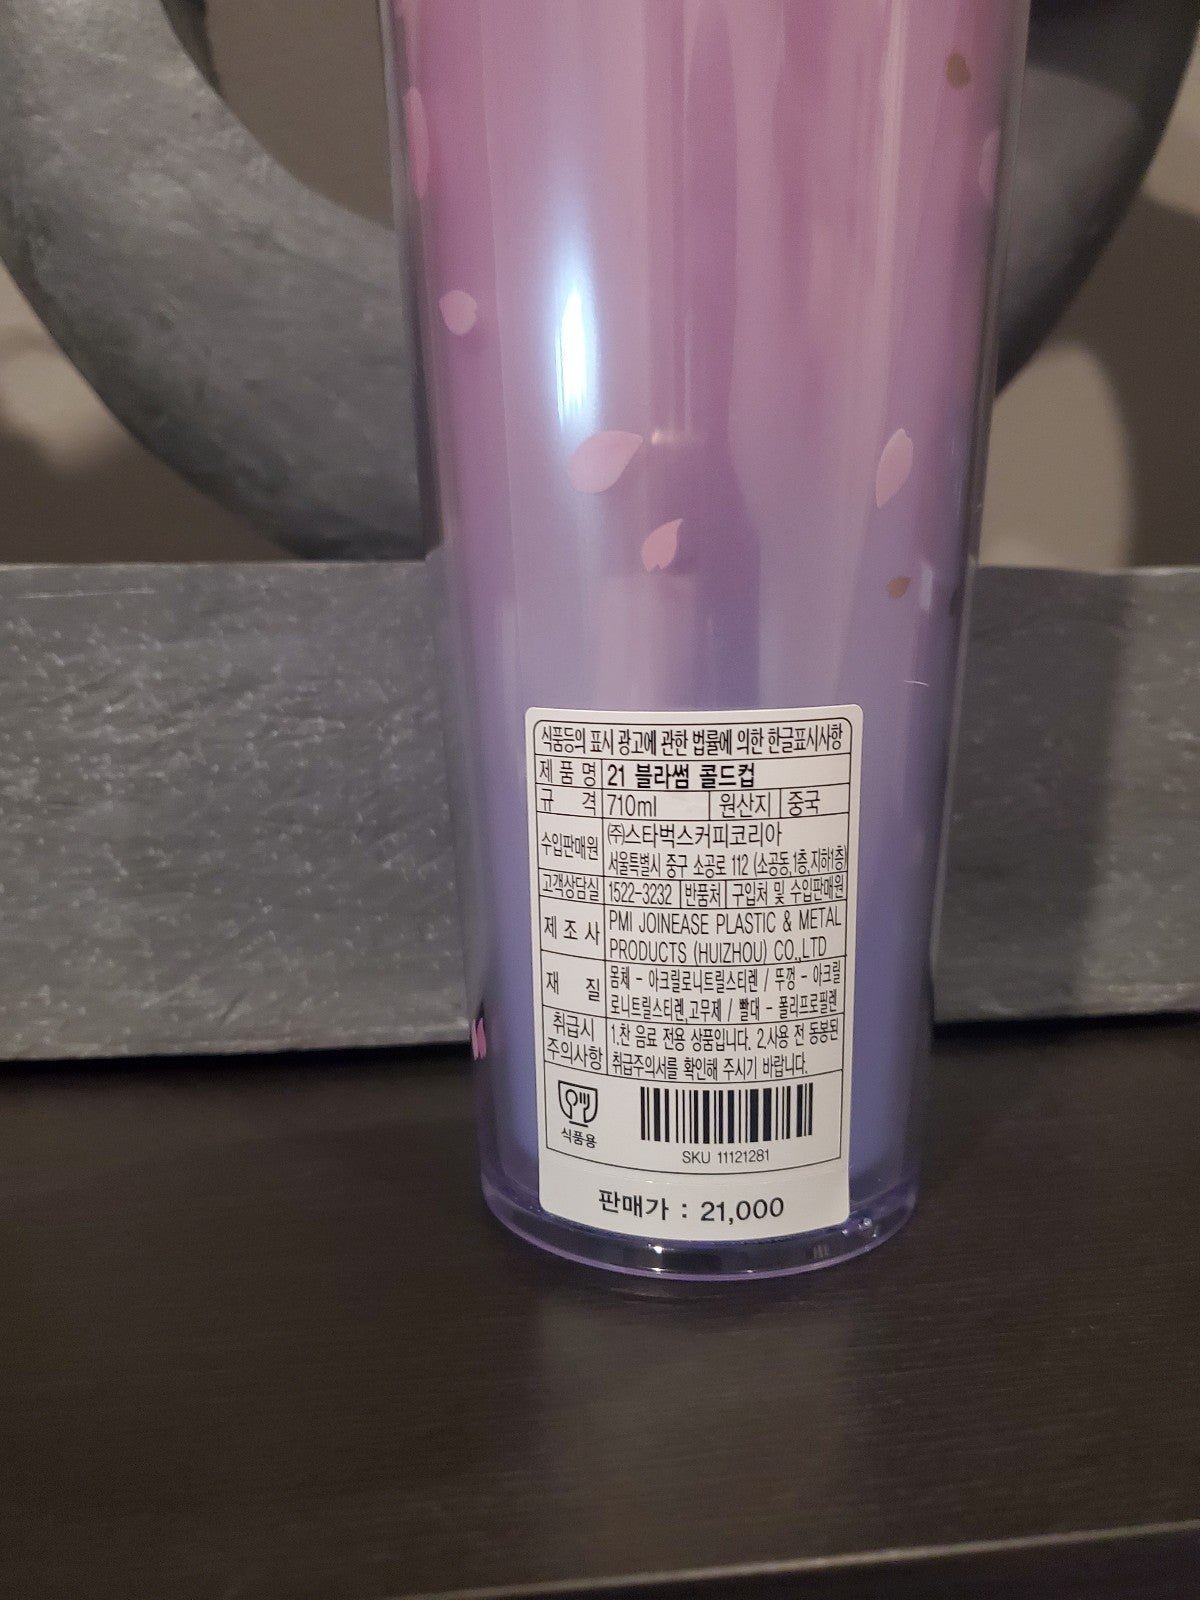 식품등의 표시 광고에 관한 법률에 의한 한글표시사항
제 품 명 21 블라썸 콜드컵
규 격 710ml 원산지 중국
수입판매원 ㈜스타벅스커피코리아
서울특별시 중구 소공로 112 (소공동,1층,지하1층)
고객상담실 1522-3232 반품처 구입처 및 수입판매원
제 조 사 PMI JOINEASE PLASTIC & METAL
PRODUCTS (HUIZHOU) CO.,LTD
재 질 몸체 - 아크릴로니트릴스티렌 / 뚜껑 - 아크릴
로니트릴스티렌,고무제 / 빨대 - 폴리프로필렌
취급시 주의사항 1.찬 음료 전용 상품입니다. 2.사용 전 동봉된
취급주의서를 확인해 주시기 바랍니다.
식품용
SKU 11121281
판매가 : 21,000